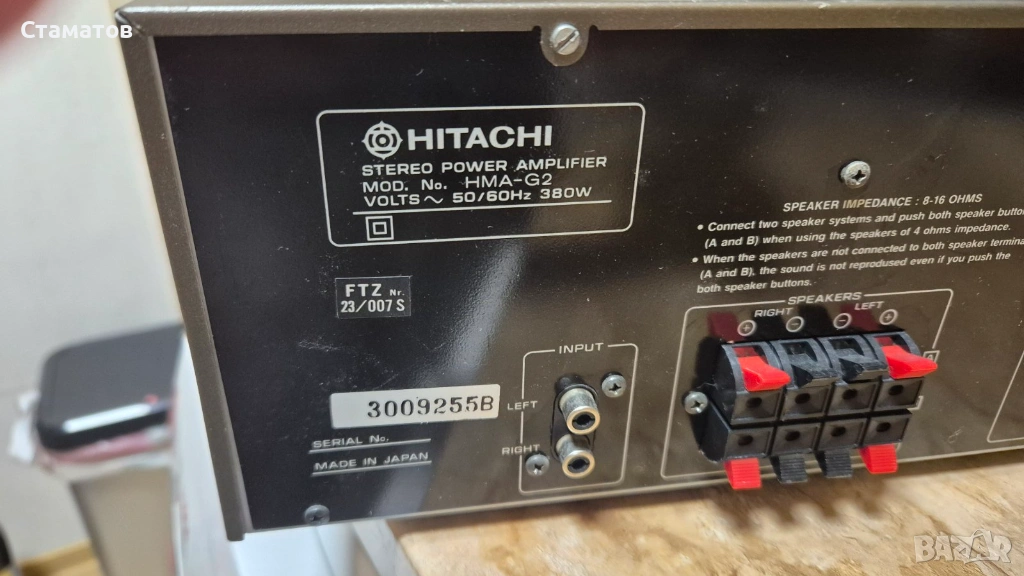 Стаматов
HITACHI
STEREO POWER AMPLIFIER
MOD. No. HMA-G2
VOLTS ~ 50/60Hz 380W
FTZ Nr.
23/007 S
3009255B
SERIAL No.
MADE IN JAPAN
INPUT
LEFT
RIGHT
SPEAKER IMPEDANCE : 8-16 OHMS
• Connect two speaker systems and push both speaker button
(A and B) when using the speakers of 4 ohms impedance.
• When the speakers are not connected to both speaker termina
(A and B), the sound is not reprodused even if you push the
both speaker buttons.
SPEAKERS
RIGHT LEFT
+ − − +
BAZAR